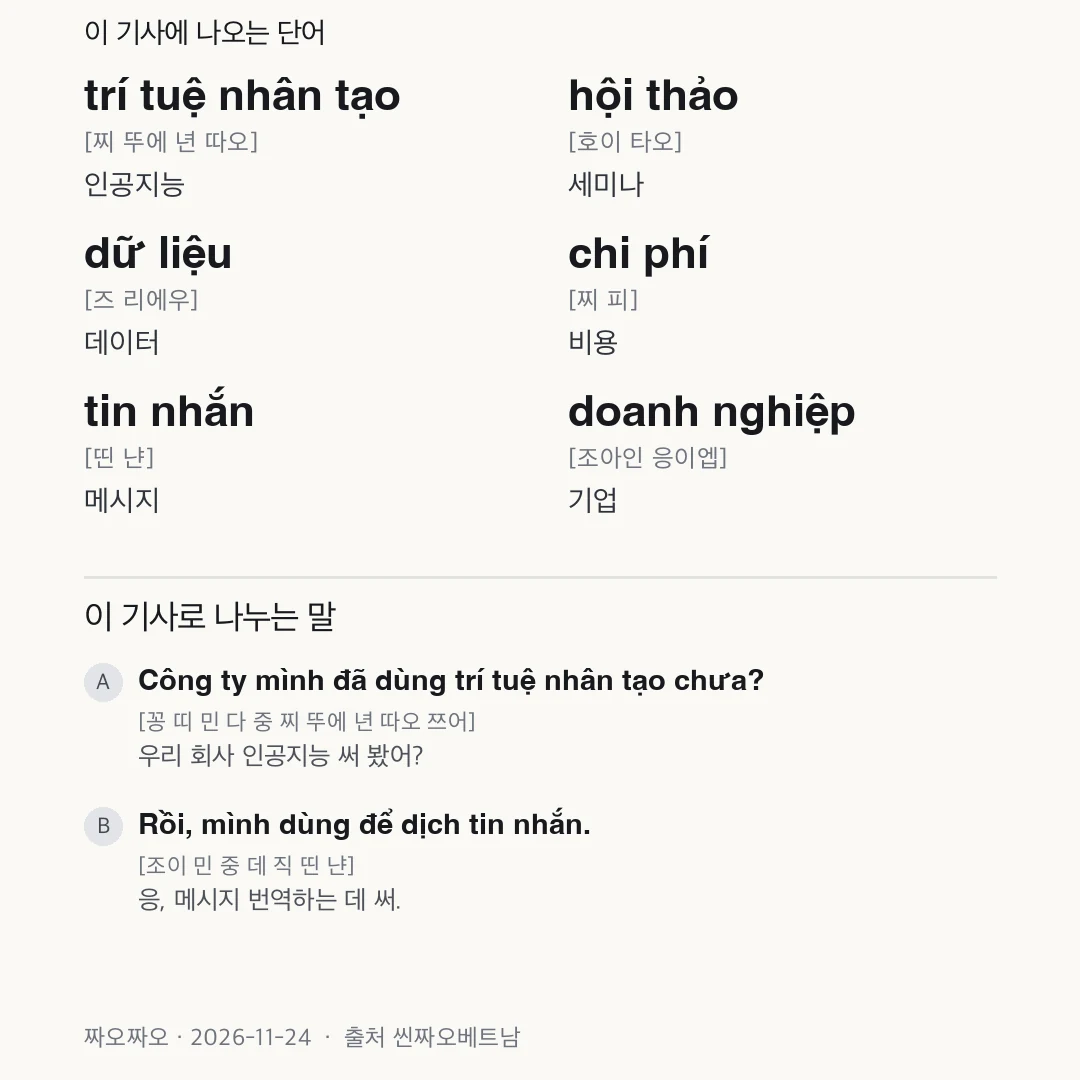 이 기사에 나오는 단어
trí tuệ nhân tạo
[찌 뚜에 년 따오]
인공지능
hội thảo
[호이 타오]
세미나
dữ liệu
[즈 리에우]
데이터
chi phí
[찌 피]
비용
tin nhắn
[띤 냔]
메시지
doanh nghiệp
[조아인 응이엡]
기업
이 기사로 나누는 말
A
Công ty mình đã dùng trí tuệ nhân tạo chưa?
[꽁 띠 민 다 중 찌 뚜에 년 따오 쯔어]
우리 회사 인공지능 써 봤어?
B
Rồi, mình dùng để dịch tin nhắn.
[조이 민 중 데 직 띤 냔]
응, 메시지 번역하는 데 써.
짜오짜오 · 2026-11-24 · 출처 씬짜오베트남